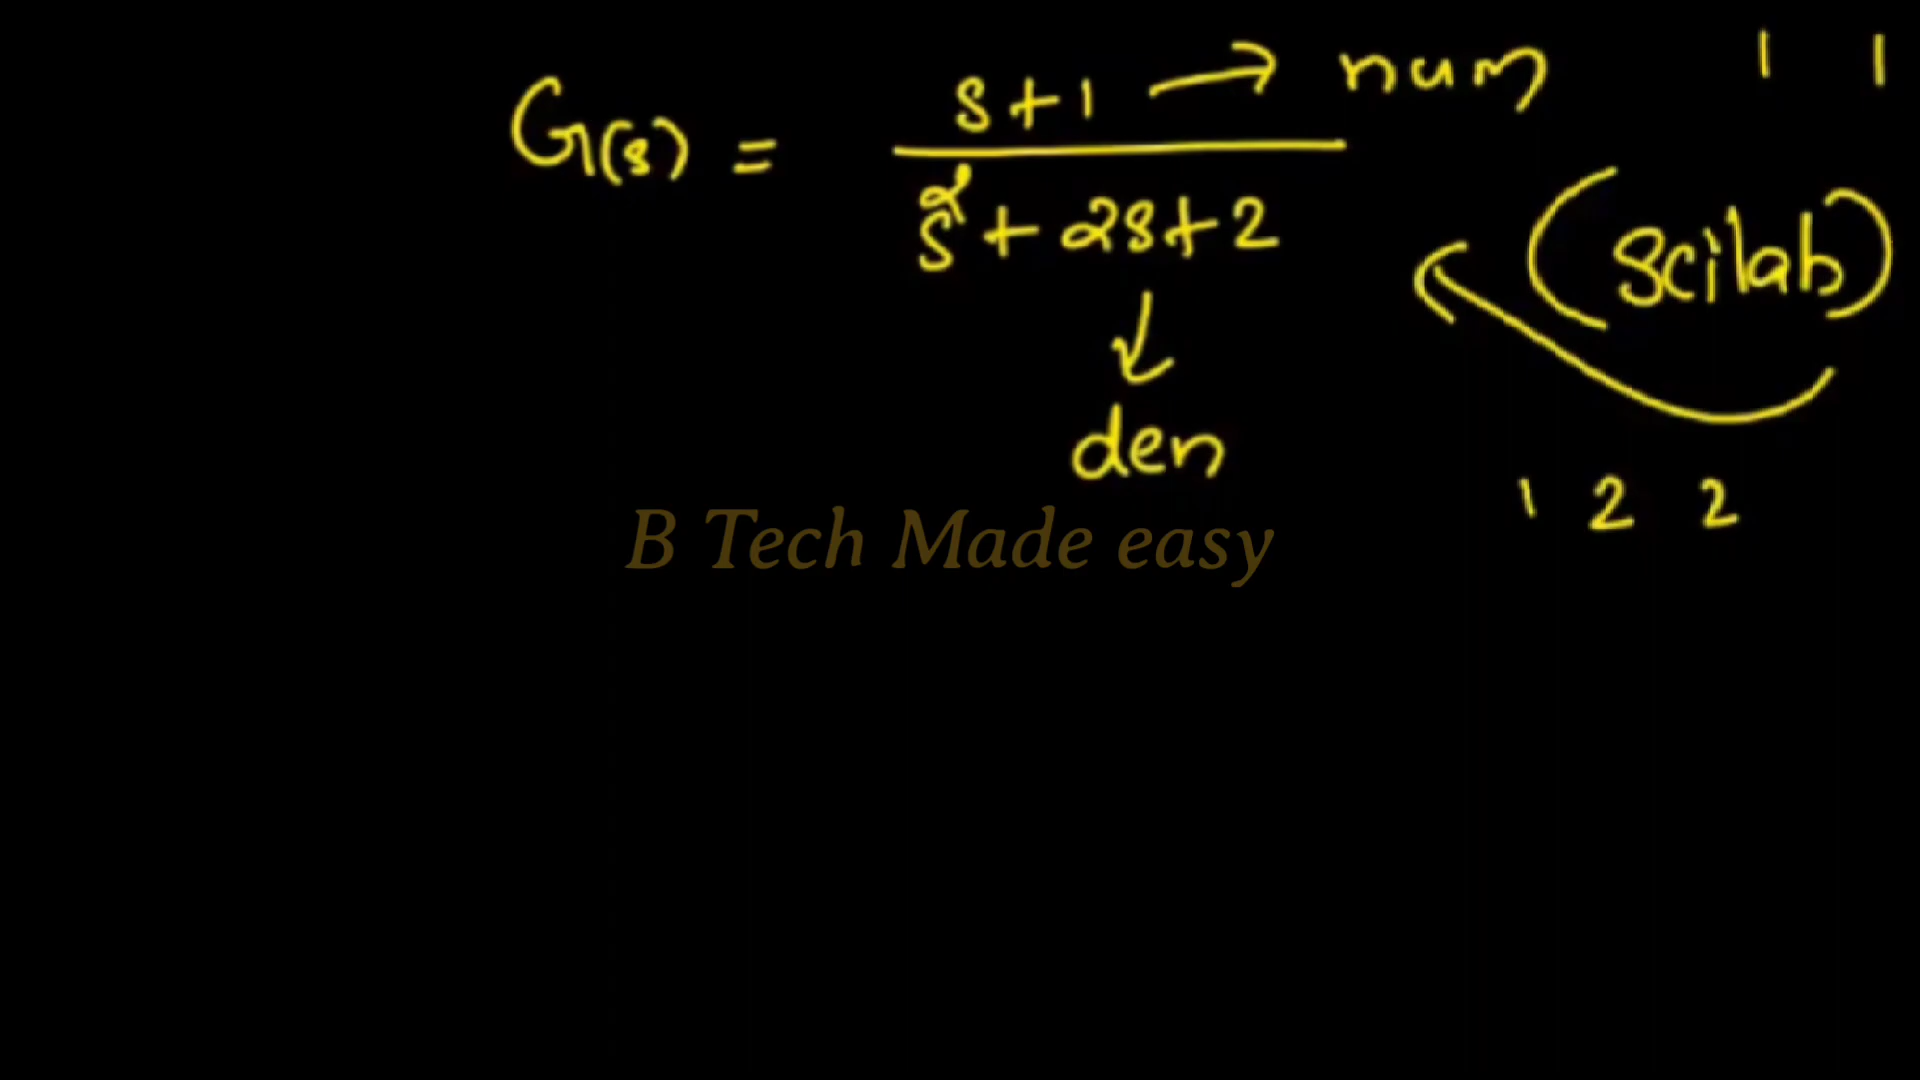 G(s) = s+1 → num 1 1
s² + 2s+2 (scilab)
↓
den
1 2 2
B Tech Made easy